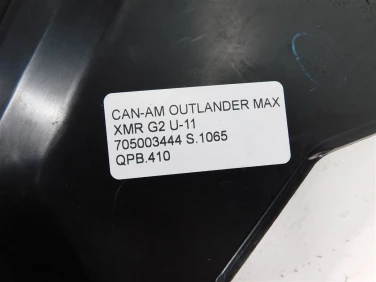 CAN-AM OUTLANDER MAX
XMR G2 U-11
705003444 S.1065
QPB.410